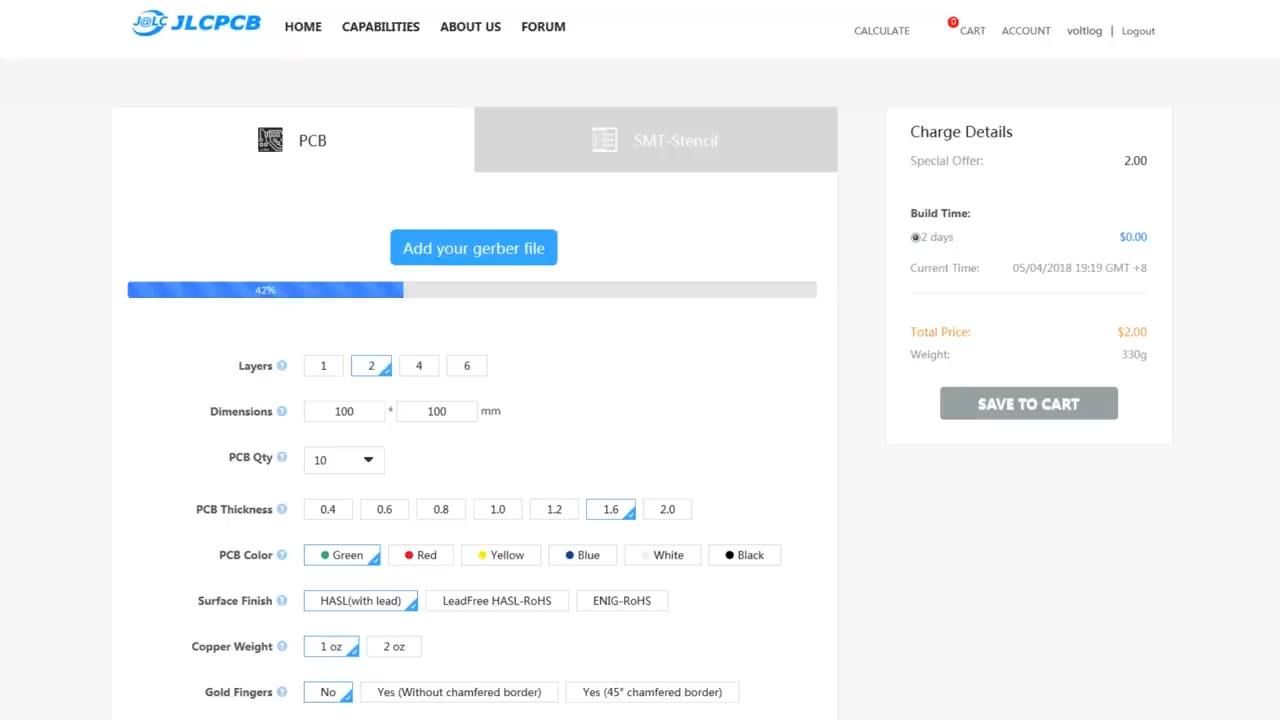 J@LC JLCPCB HOME CAPABILITIES ABOUT US FORUM CALCULATE 0 CART ACCOUNT voltlog | Logout
PCB SMT-Stencil
Add your gerber file
42%
Layers ? 1 2 4 6
Dimensions ? 100 * 100 mm
PCB Qty ? 10
PCB Thickness ? 0.4 0.6 0.8 1.0 1.2 1.6 2.0
PCB Color ? Green Red Yellow Blue White Black
Surface Finish ? HASL(with lead) LeadFree HASL-RoHS ENIG-RoHS
Copper Weight ? 1 oz 2 oz
Gold Fingers ? No Yes (Without chamfered border) Yes (45° chamfered border)
Charge Details
Special Offer: 2.00
Build Time:
2 days $0.00
Current Time: 05/04/2018 19:19 GMT +8
Total Price: $2.00
Weight: 330g
SAVE TO CART